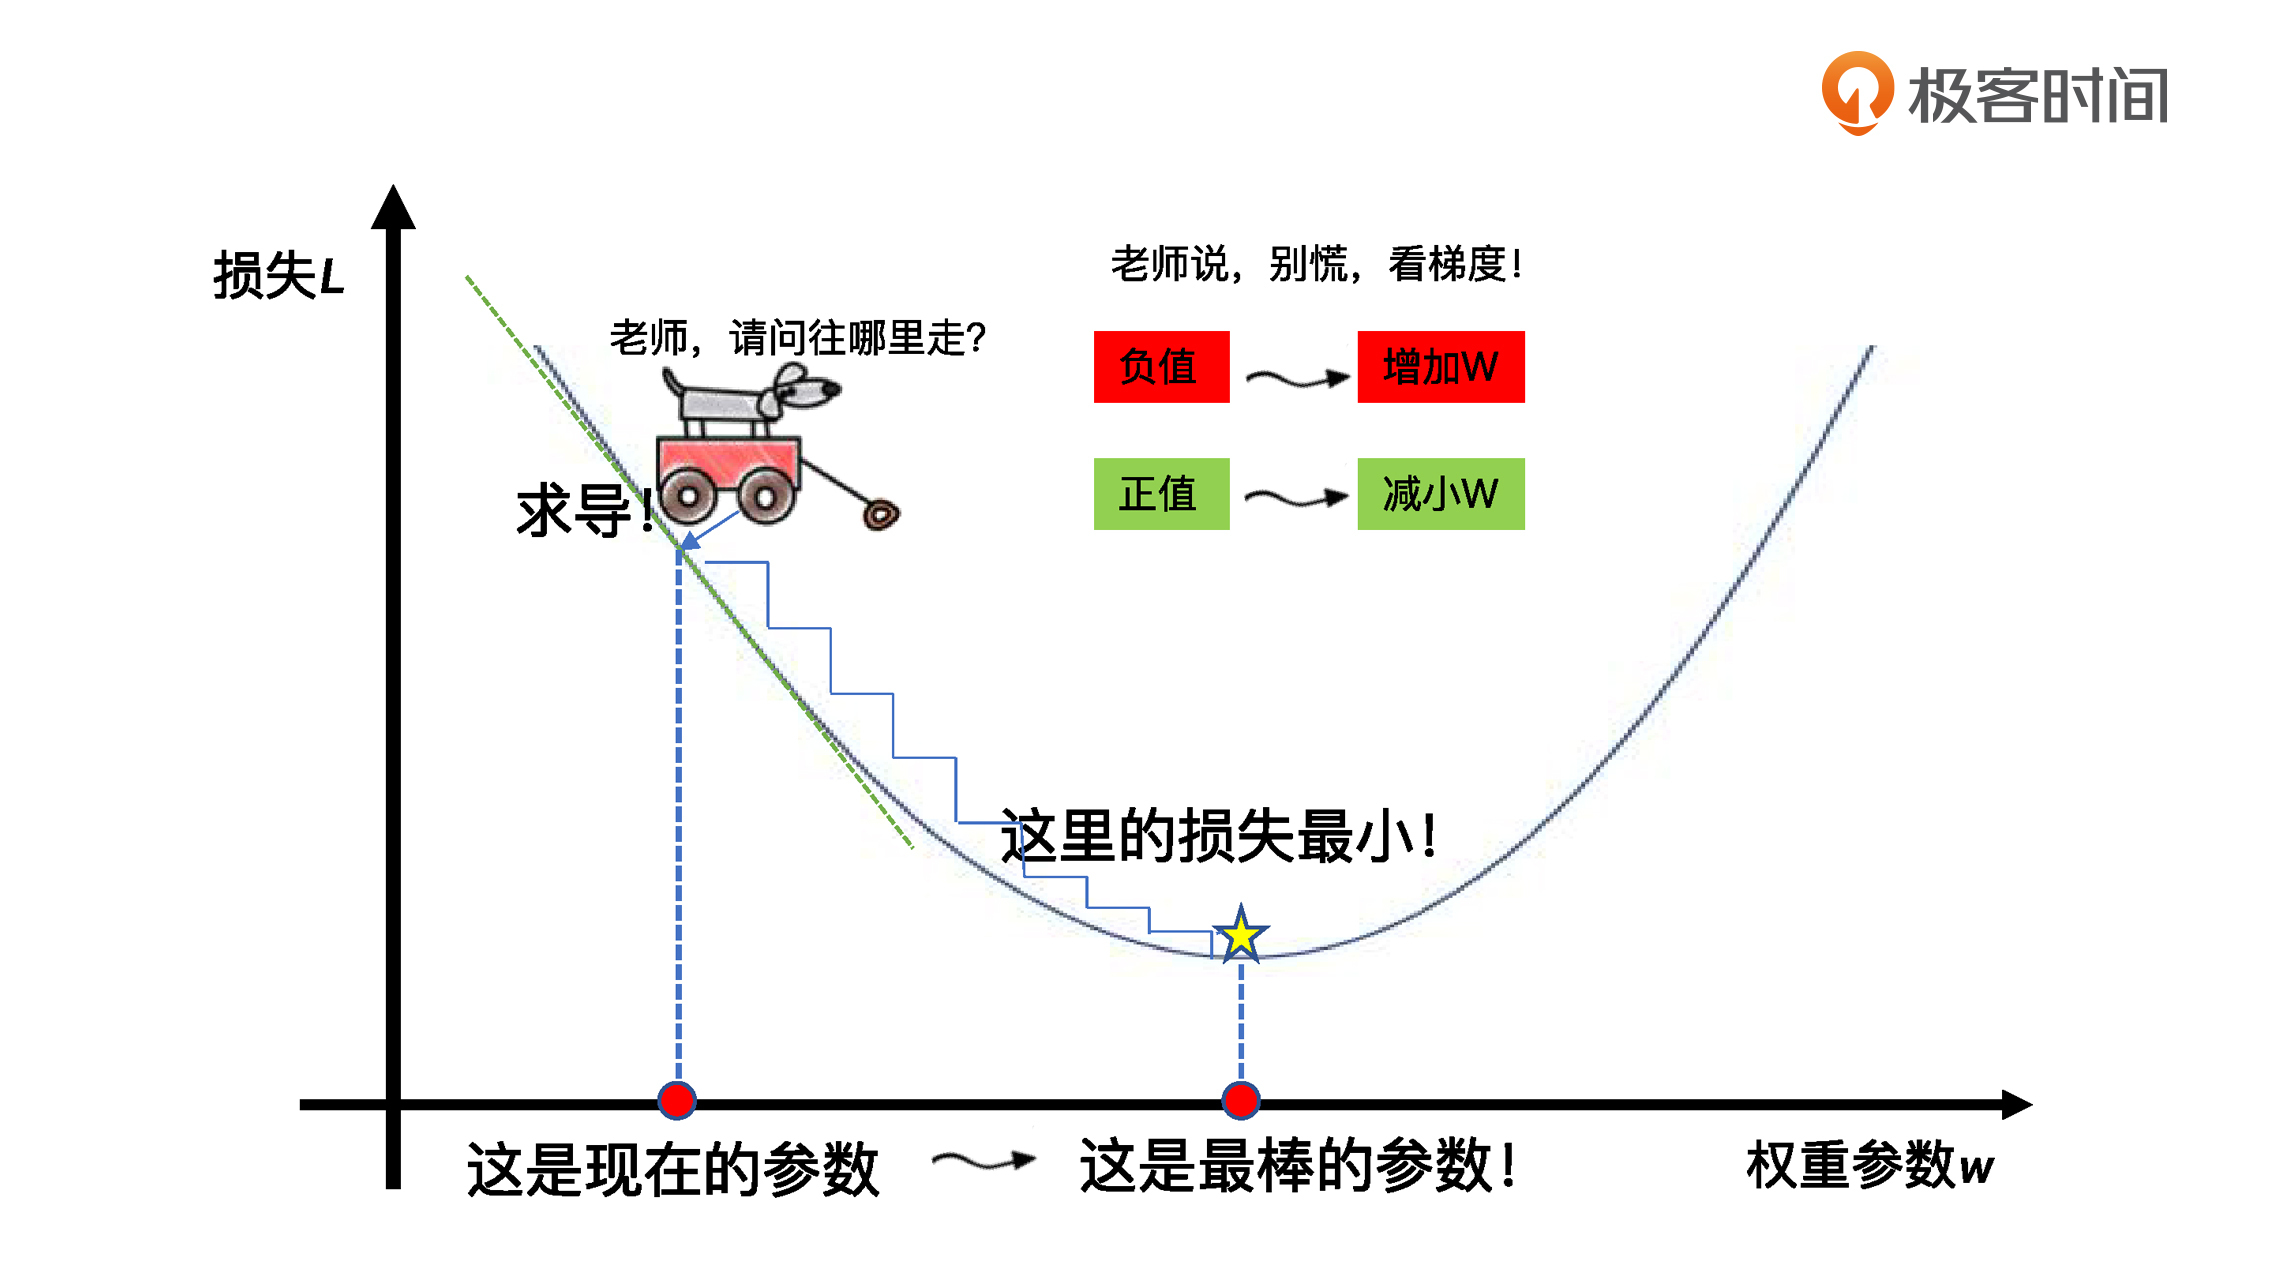 极客时间
损失L
老师说，别慌，看梯度！
老师，请问往哪里走？
负值
增加W
求导！
正值
减小W
这里的损失最小！
这是现在的参数
这是最棒的参数！
权重参数w